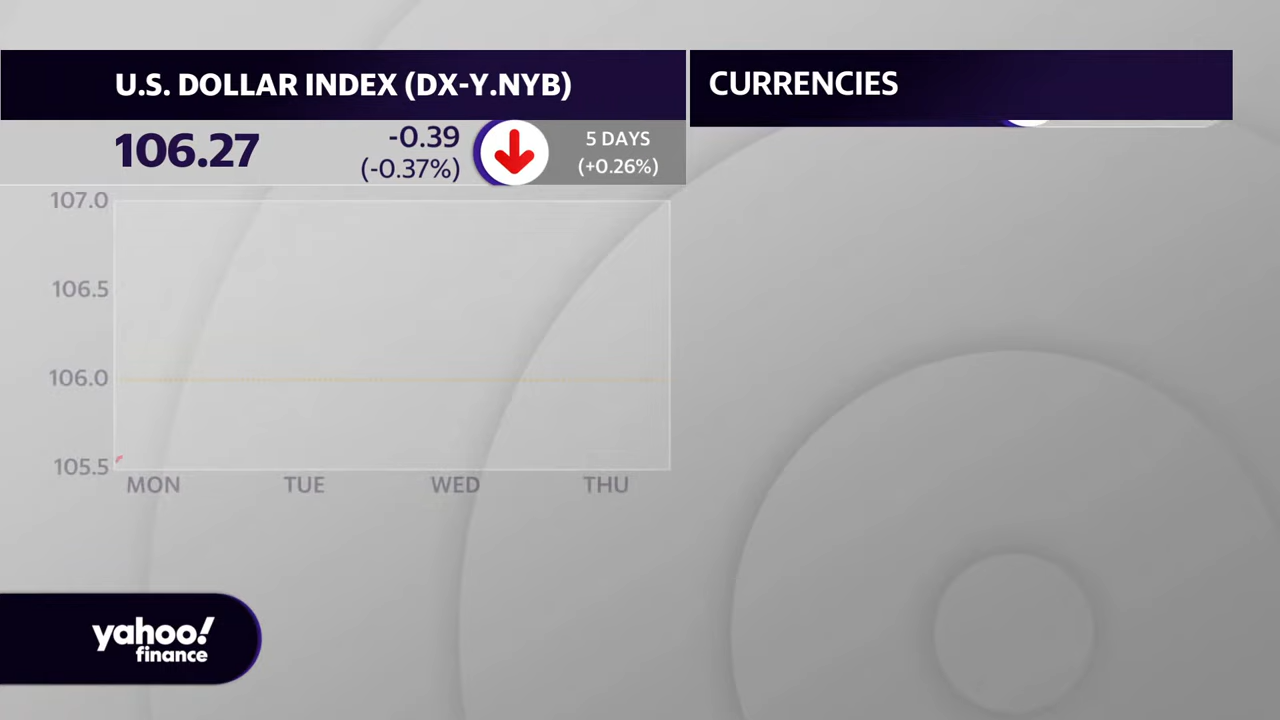 U.S. DOLLAR INDEX (DX-Y.NYB)
CURRENCIES
106.27
-0.39
(-0.37%)
5 DAYS
(+0.26%)
107.0
106.5
106.0
105.5
MON TUE WED THU
yahoo!
finance